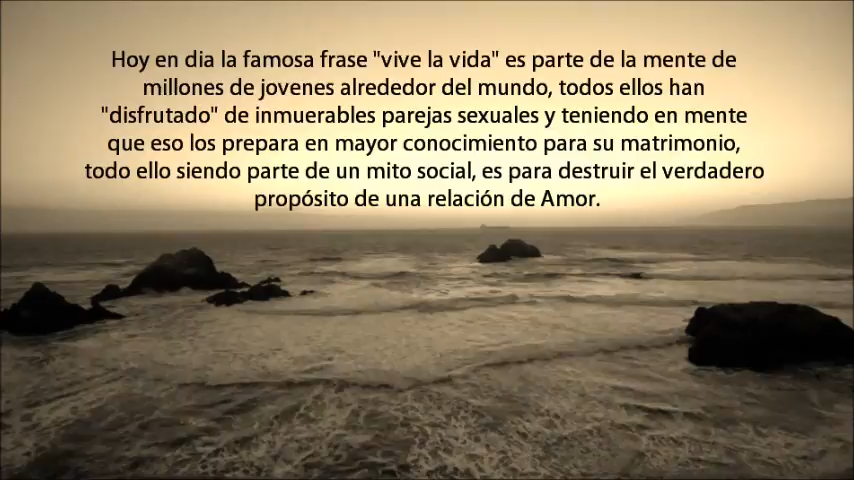 Hoy en dia la famosa frase "vive la vida" es parte de la mente de
millones de jovenes alrededor del mundo, todos ellos han
"disfrutado" de inmuerables parejas sexuales y teniendo en mente
que eso los prepara en mayor conocimiento para su matrimonio,
todo ello siendo parte de un mito social, es para destruir el verdadero
propósito de una relación de Amor.